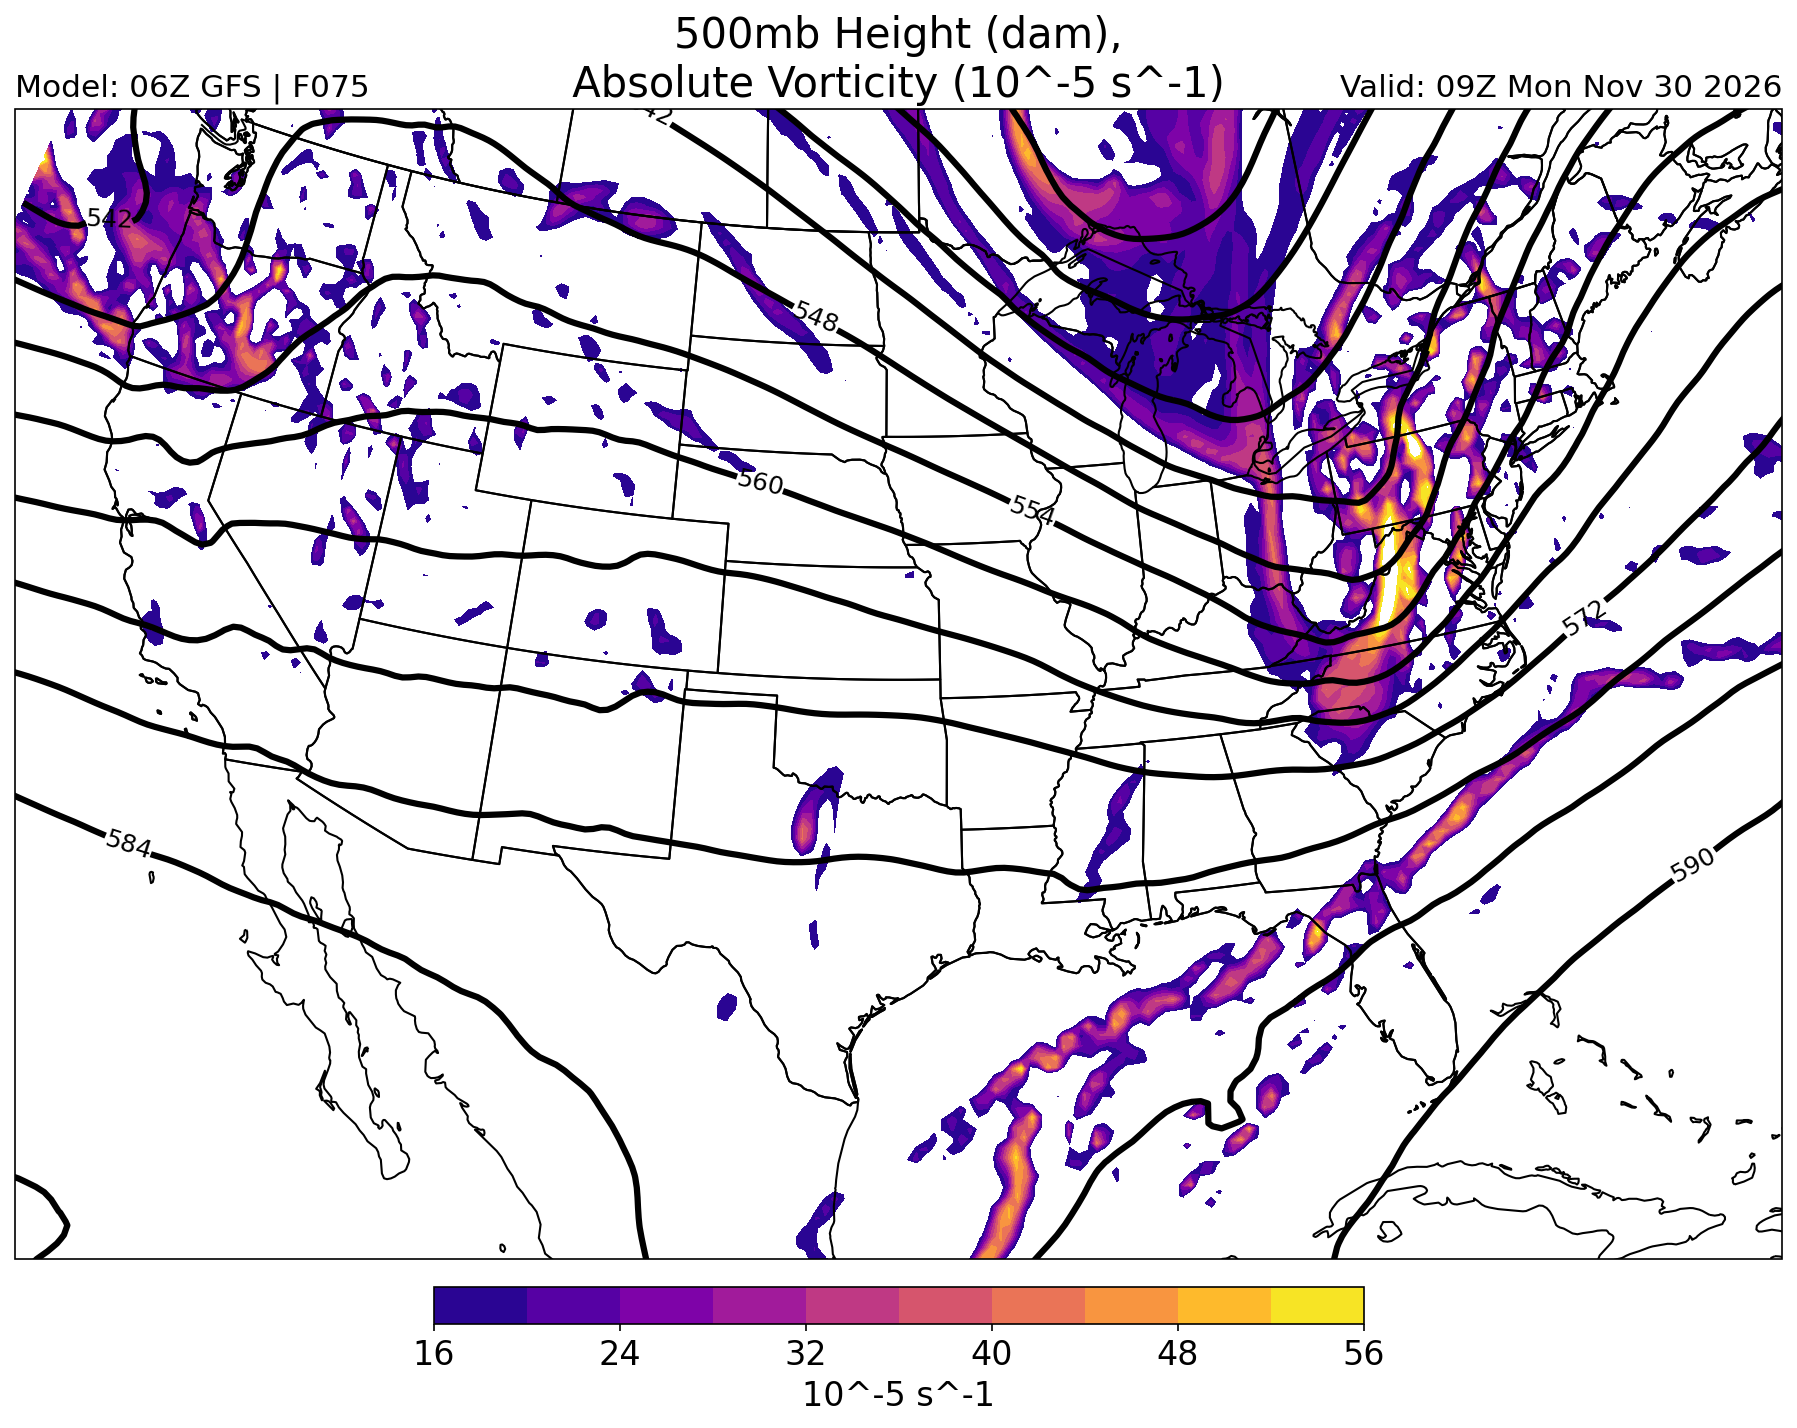 500mb Height (dam),
Model: 06Z GFS | F075
Absolute Vorticity (10^-5 s^-1)
Valid: 09Z Mon Nov 30 2026
542
548
560
554
572
584
590
16 24 32 40 48 56
10^-5 s^-1